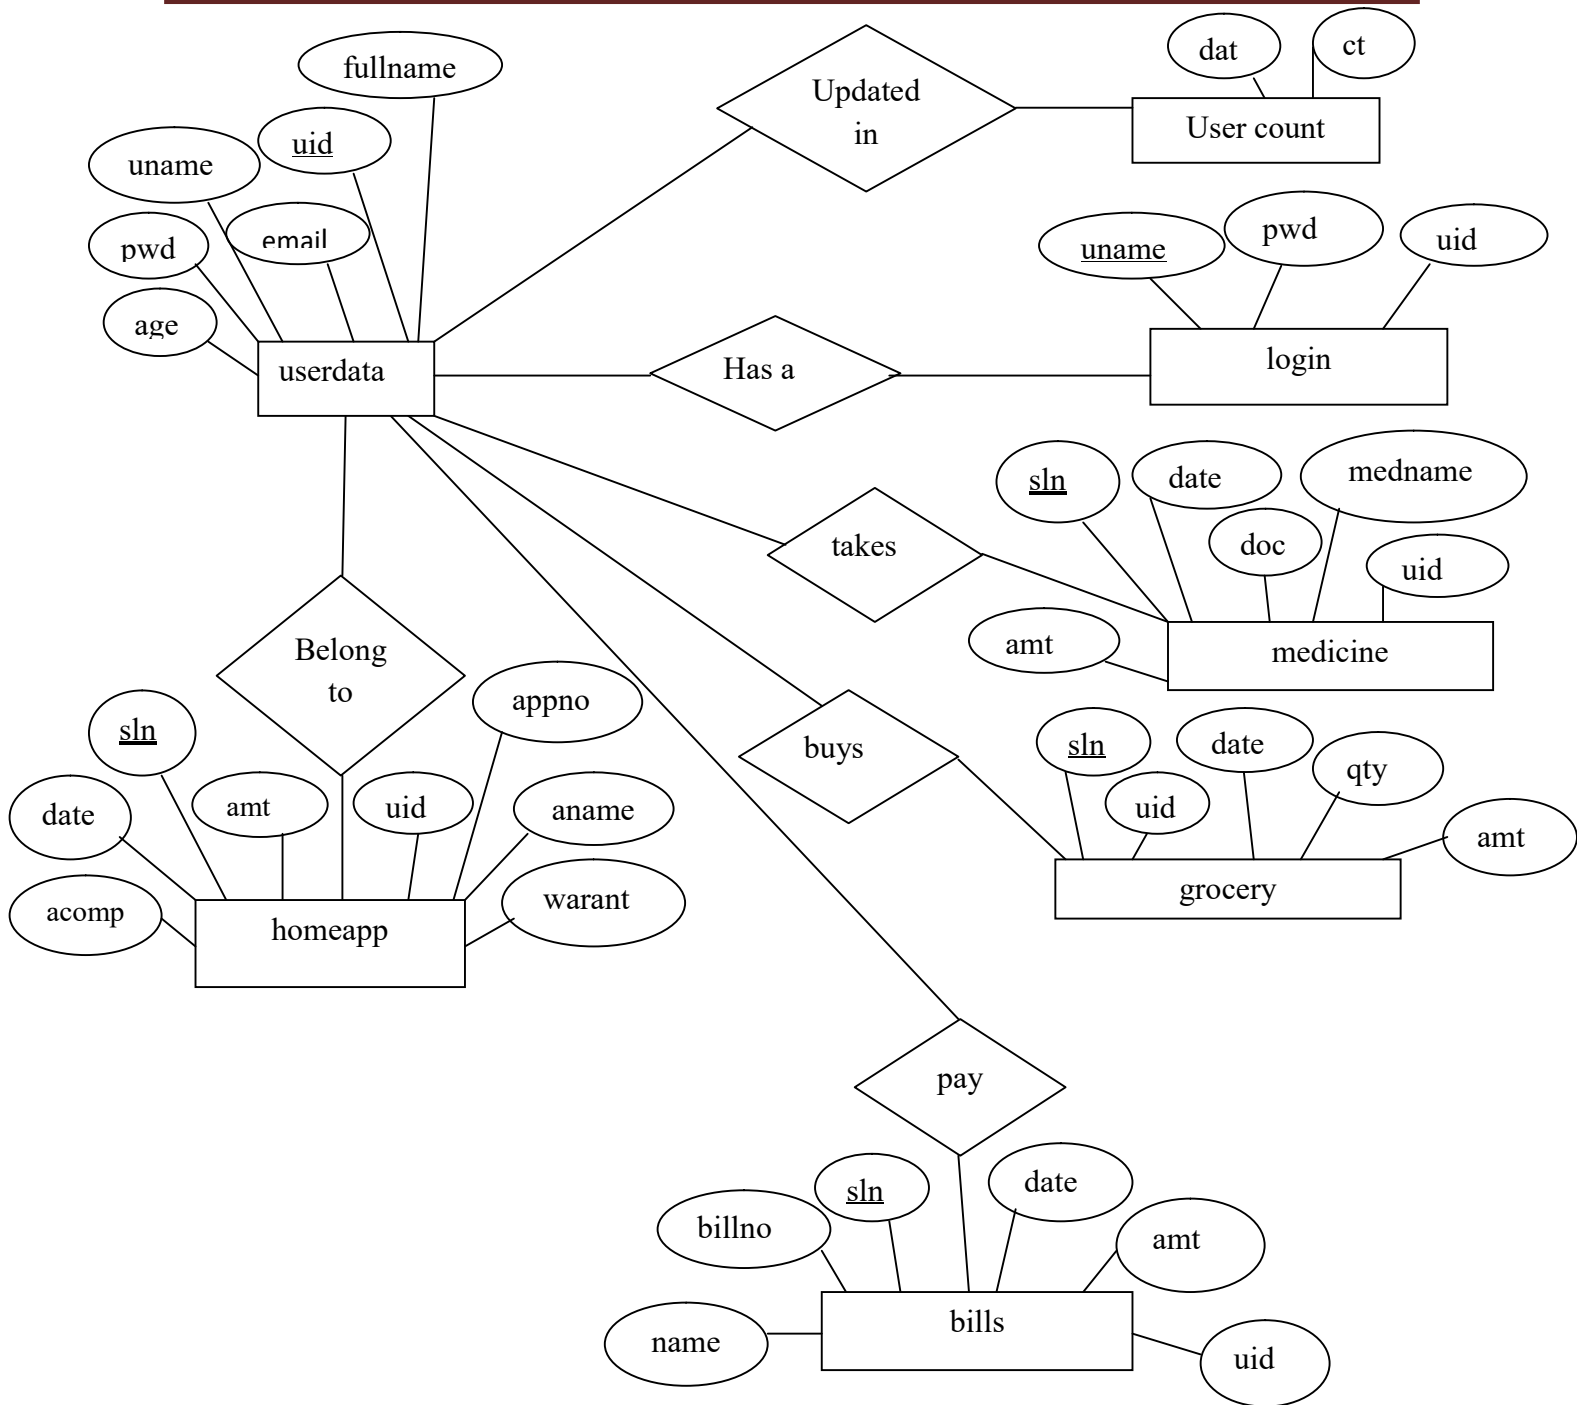 fullname
uid
uname
email
pwd
age
userdata
Updated
in
dat
ct
User count
uname
pwd
uid
Has a
login
sln
date
medname
doc
uid
takes
amt
medicine
Belong
to
appno
sln
date
amt
uid
aname
acomp
warant
homeapp
buys
sln
date
qty
uid
amt
grocery
pay
sln
date
billno
amt
name
bills
uid